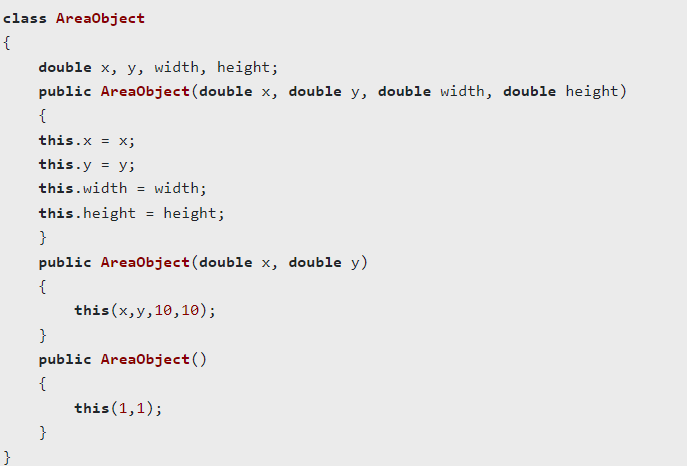 class AreaObject
{
    double x, y, width, height;
    public AreaObject(double x, double y, double width, double height)
    {
    this.x = x;
    this.y = y;
    this.width = width;
    this.height = height;
    }
    public AreaObject(double x, double y)
    {
        this(x,y,10,10);
    }
    public AreaObject()
    {
        this(1,1);
    }
}